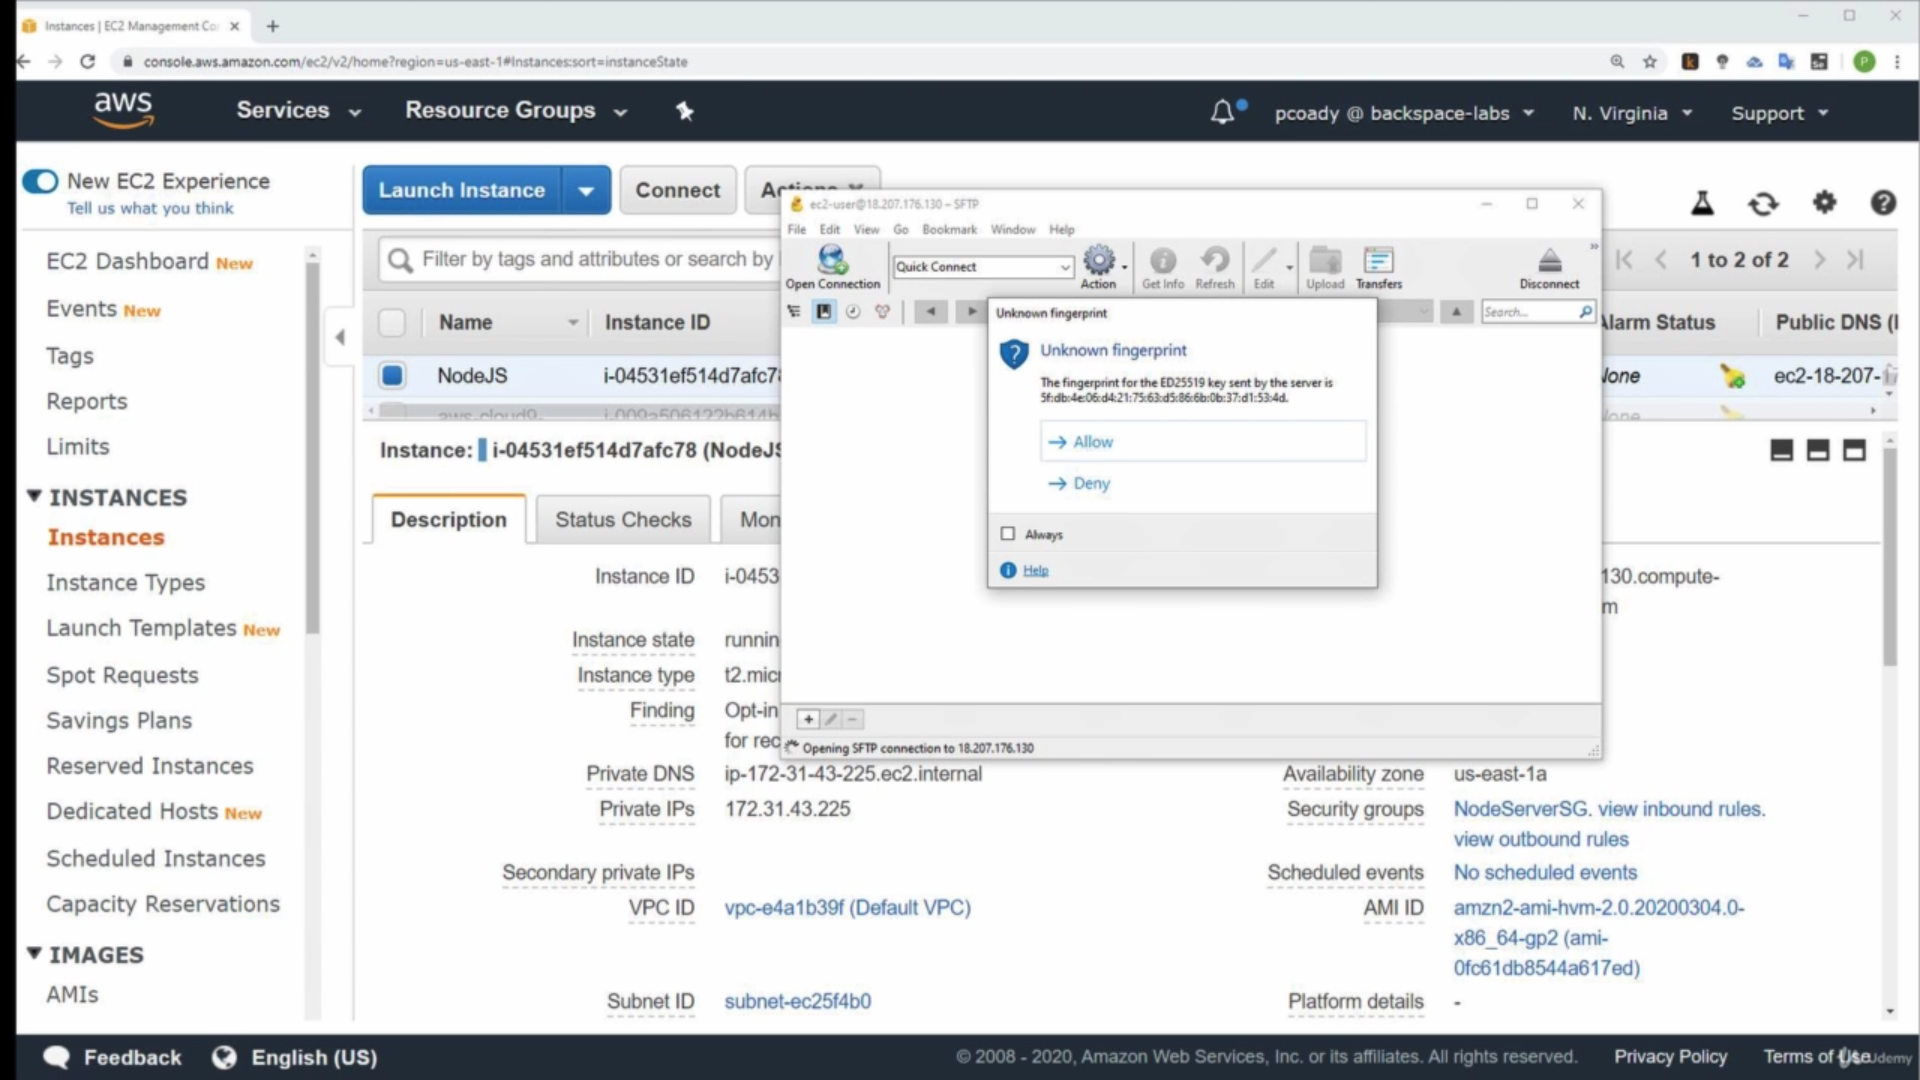 Instances | EC2 Management Co
console.aws.amazon.com/ec2/v2/home?region=us-east-1#Instances:sort=instanceState
P
aws
Services
Resource Groups
pcoady @ backspace-labs
N. Virginia
Support
New EC2 Experience
Tell us what you think
EC2 Dashboard New
Events New
Tags
Reports
Limits
INSTANCES
Instances
Instance Types
Launch Templates New
Spot Requests
Savings Plans
Reserved Instances
Dedicated Hosts New
Scheduled Instances
Capacity Reservations
IMAGES
AMIs
Launch Instance
Connect
Actions
Filter by tags and attributes or search by
1 to 2 of 2
Name
Instance ID
Alarm Status
Public DNS (I
NodeJS
i-04531ef514d7afc7
None
ec2-18-207-
aws-cloud9-
i-009a506122b614b
None
Instance: i-04531ef514d7afc78 (NodeJS
Description
Status Checks
Mon
Instance ID
i-0453
130.compute-
m
Instance state
runnin
Instance type
t2.mic
Finding
Opt-in
for rec
Private DNS
ip-172-31-43-225.ec2.internal
Availability zone
us-east-1a
Private IPs
172.31.43.225
Security groups
NodeServerSG. view inbound rules.
view outbound rules
Secondary private IPs
Scheduled events
No scheduled events
VPC ID
vpc-e4a1b39f (Default VPC)
AMI ID
amzn2-ami-hvm-2.0.20200304.0-
x86_64-gp2 (ami-
0fc61db8544a617ed)
Subnet ID
subnet-ec25f4b0
Platform details
-
ec2-user@18.207.176.130 – SFTP
File Edit View Go Bookmark Window Help
Open Connection
Quick Connect
Action
Get Info
Refresh
Edit
Upload
Transfers
Disconnect
Search...
Unknown fingerprint
Unknown fingerprint
The fingerprint for the ED25519 key sent by the server is
5f:db:4e:06:d4:21:75:63:d5:86:6b:0b:37:d1:53:4d.
Allow
Deny
Always
Help
Opening SFTP connection to 18.207.176.130
Feedback
English (US)
© 2008 - 2020, Amazon Web Services, Inc. or its affiliates. All rights reserved.
Privacy Policy
Terms of Use
Udemy